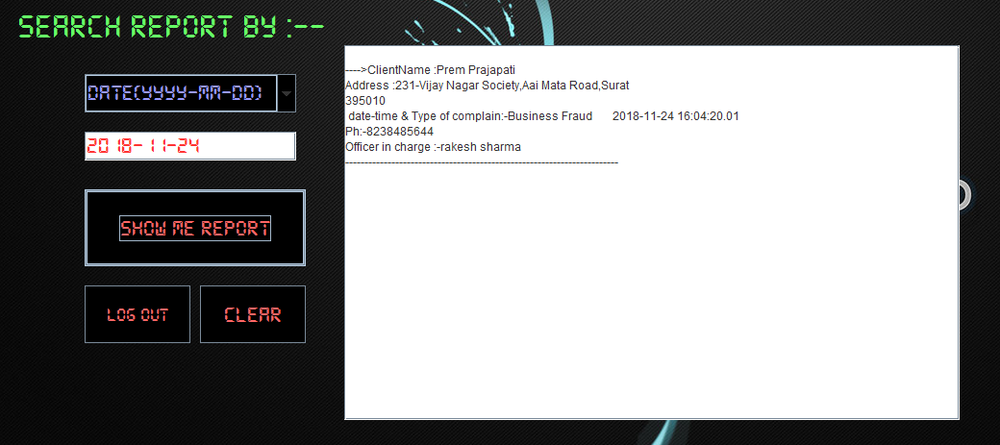 SEARCH REPORT BY :--
DATE(YYYY-MM-DD)
2018-11-24
SHOW ME REPORT
LOG OUT
CLEAR
---->ClientName :Prem Prajapati
Address :231-Vijay Nagar Society,Aai Mata Road,Surat
395010
date-time & Type of complain:-Business Fraud 2018-11-24 16:04:20.01
Ph:-8238485644
Officer in charge :-rakesh sharma
-----------------------------------------------------------------------